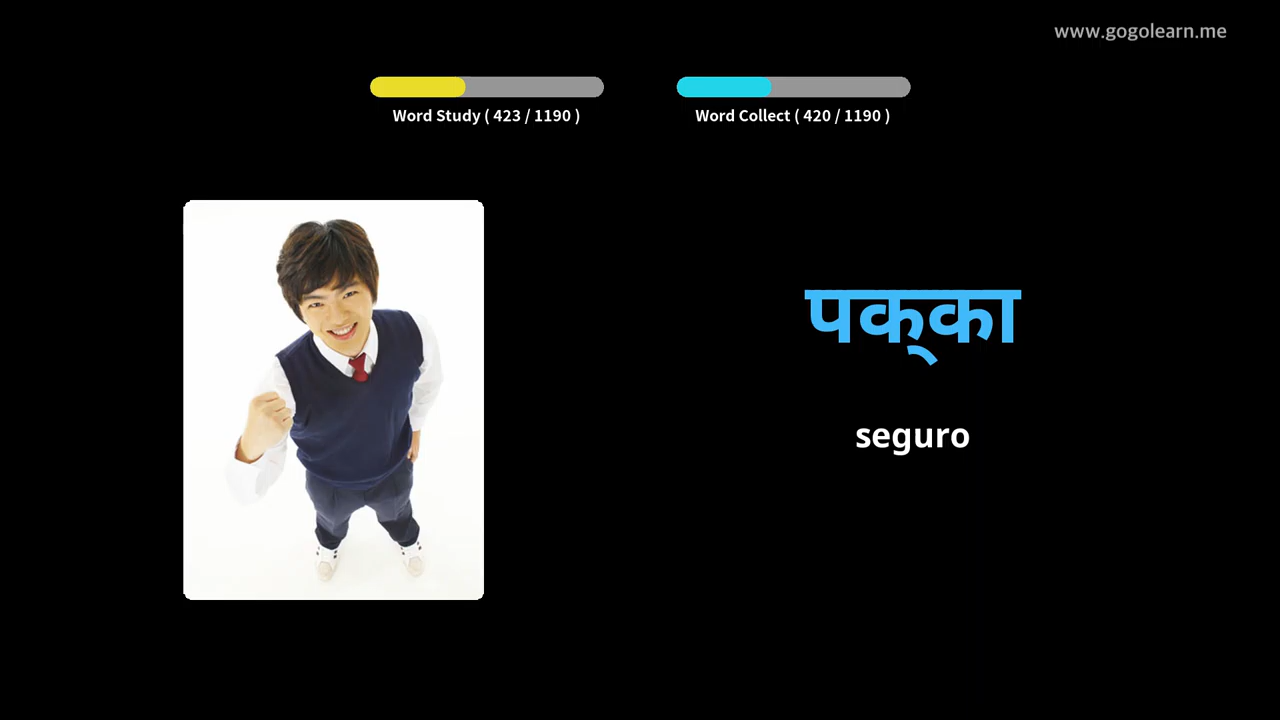 www.gogolearn.me
Word Study ( 423 / 1190 )
Word Collect ( 420 / 1190 )
पक्‌का
seguro